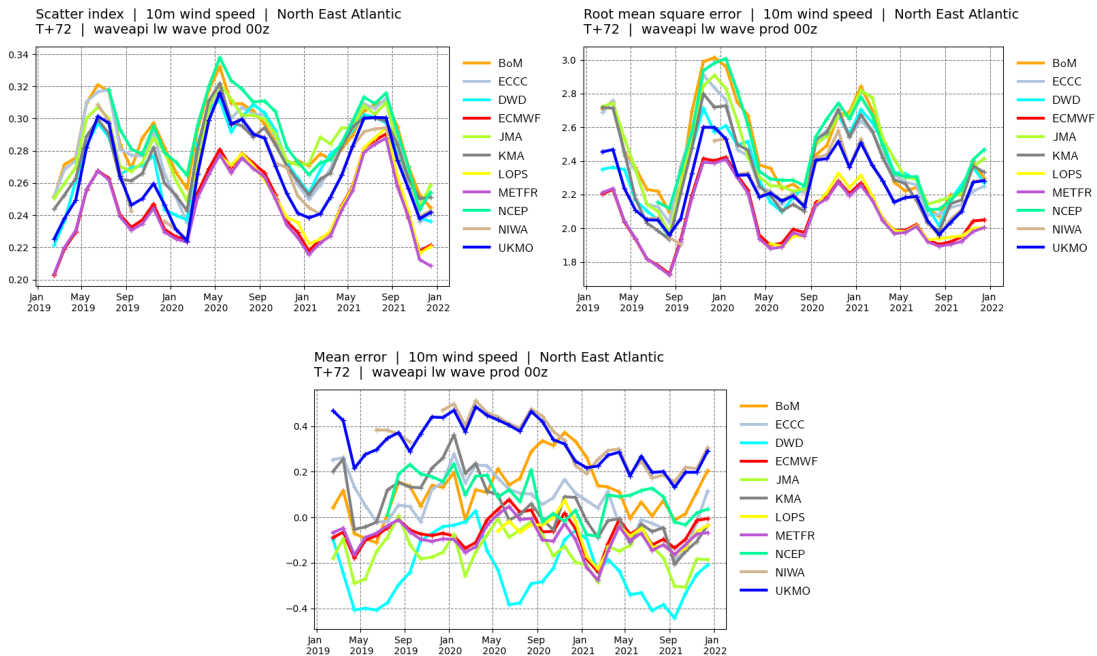 Scatter index | 10m wind speed | North East Atlantic
T+72 | waveapi lw wave prod 00z
0.34
0.32
0.30
0.28
0.26
0.24
0.22
0.20
Jan 2019
May 2019
Sep 2019
Jan 2020
May 2020
Sep 2020
Jan 2021
May 2021
Sep 2021
Jan 2022
BoM
ECCC
DWD
ECMWF
JMA
KMA
LOPS
METFR
NCEP
NIWA
UKMO
Root mean square error | 10m wind speed | North East Atlantic
T+72 | waveapi lw wave prod 00z
3.0
2.8
2.6
2.4
2.2
2.0
1.8
Jan 2019
May 2019
Sep 2019
Jan 2020
May 2020
Sep 2020
Jan 2021
May 2021
Sep 2021
Jan 2022
BoM
ECCC
DWD
ECMWF
JMA
KMA
LOPS
METFR
NCEP
NIWA
UKMO
Mean error | 10m wind speed | North East Atlantic
T+72 | waveapi lw wave prod 00z
0.4
0.2
0.0
−0.2
−0.4
Jan 2019
May 2019
Sep 2019
Jan 2020
May 2020
Sep 2020
Jan 2021
May 2021
Sep 2021
Jan 2022
BoM
ECCC
DWD
ECMWF
JMA
KMA
LOPS
METFR
NCEP
NIWA
UKMO